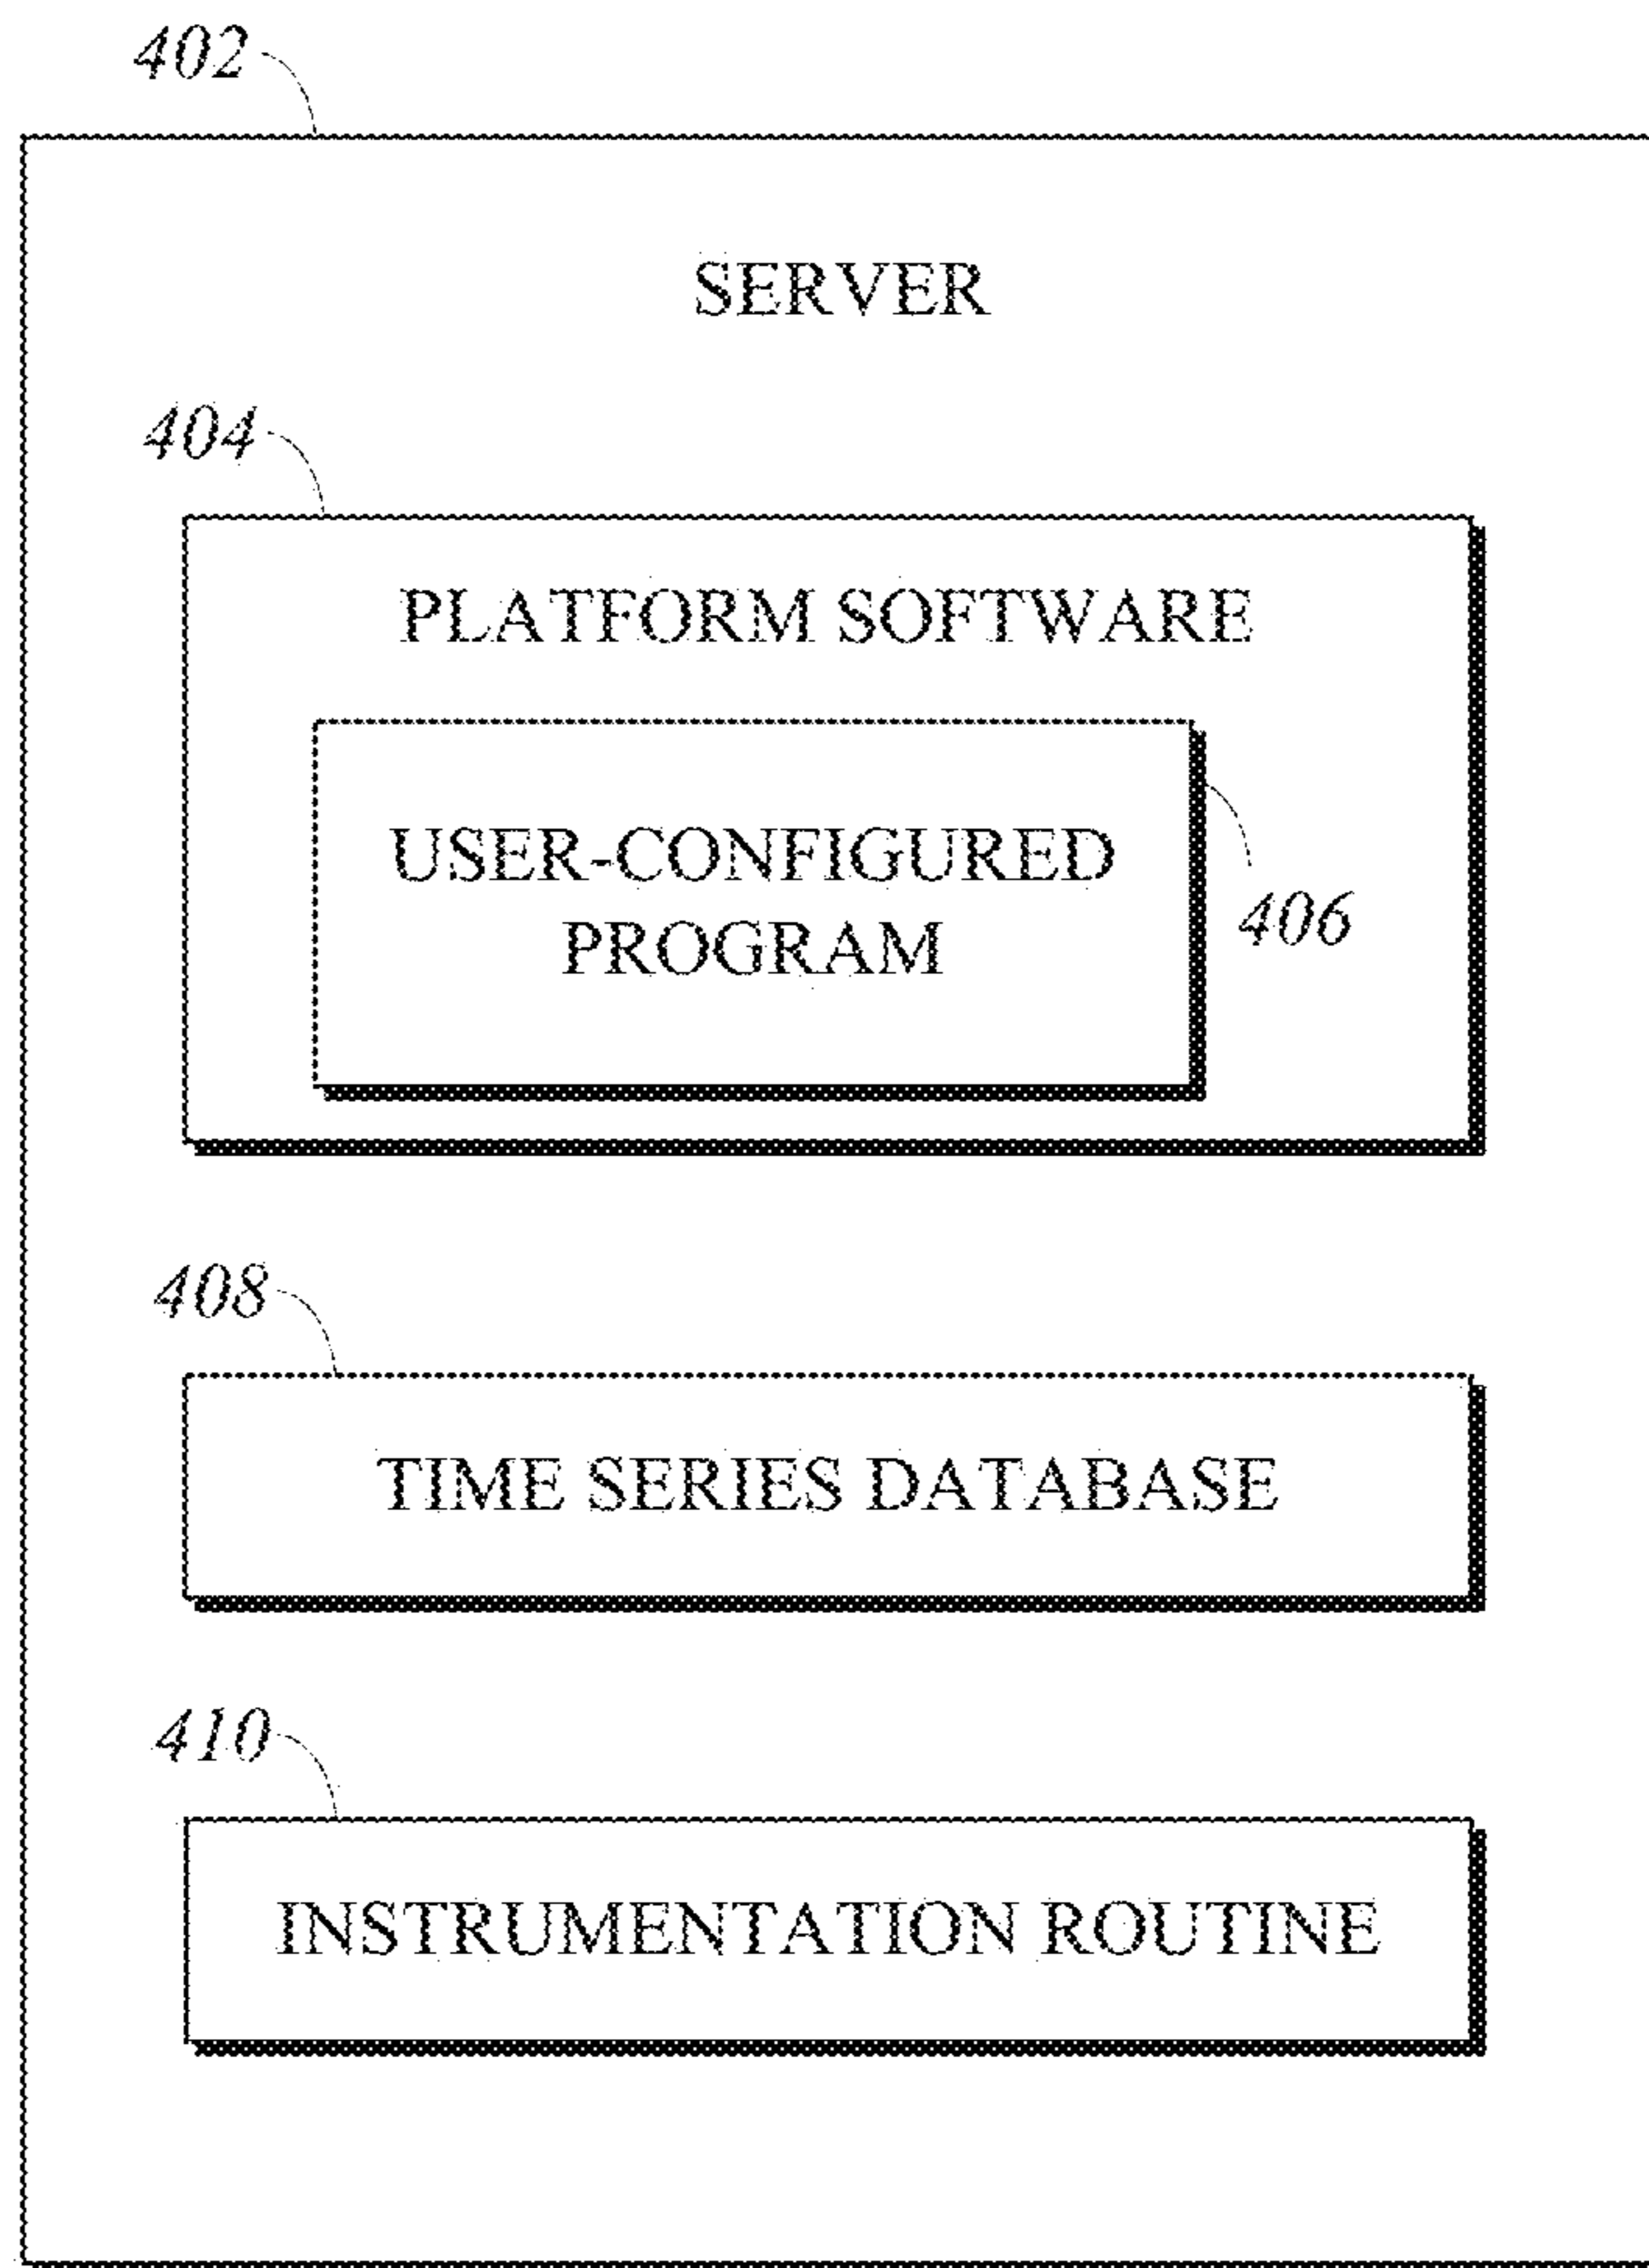 402
SERVER
404
PLATFORM SOFTWARE
USER-CONFIGURED
PROGRAM
406
408
TIME SERIES DATABASE
410
INSTRUMENTATION ROUTINE